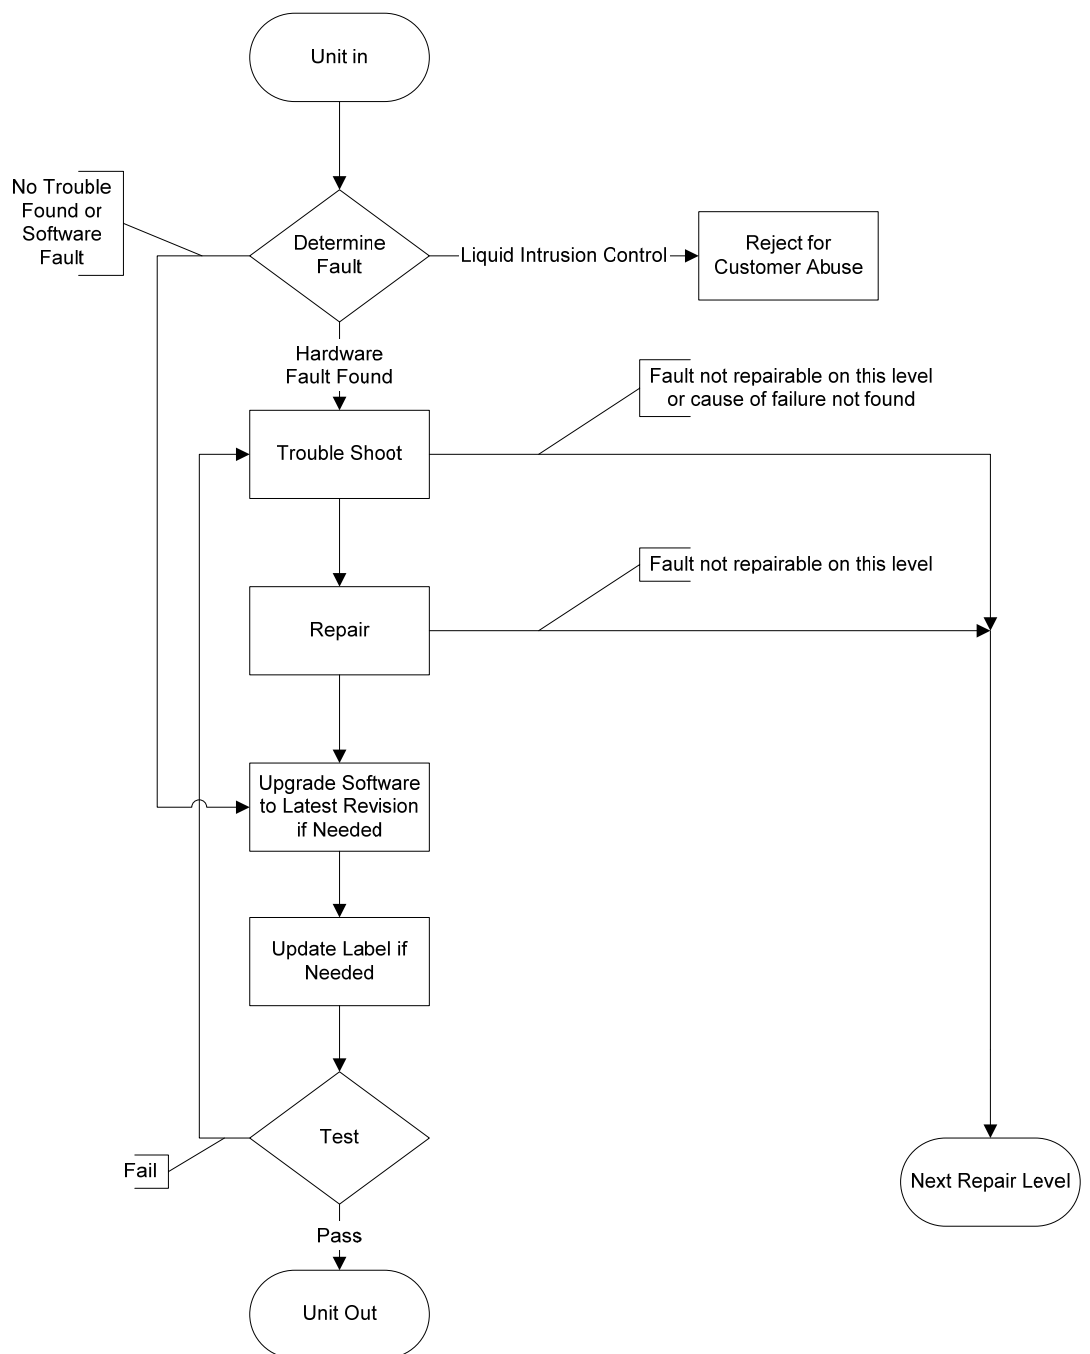 Unit in
No Trouble
Found or
Software
Fault
Determine
Fault
Liquid Intrusion Control
Reject for
Customer Abuse
Hardware
Fault Found
Fault not repairable on this level
or cause of failure not found
Trouble Shoot
Fault not repairable on this level
Repair
Upgrade Software
to Latest Revision
if Needed
Update Label if
Needed
Test
Fail
Next Repair Level
Pass
Unit Out